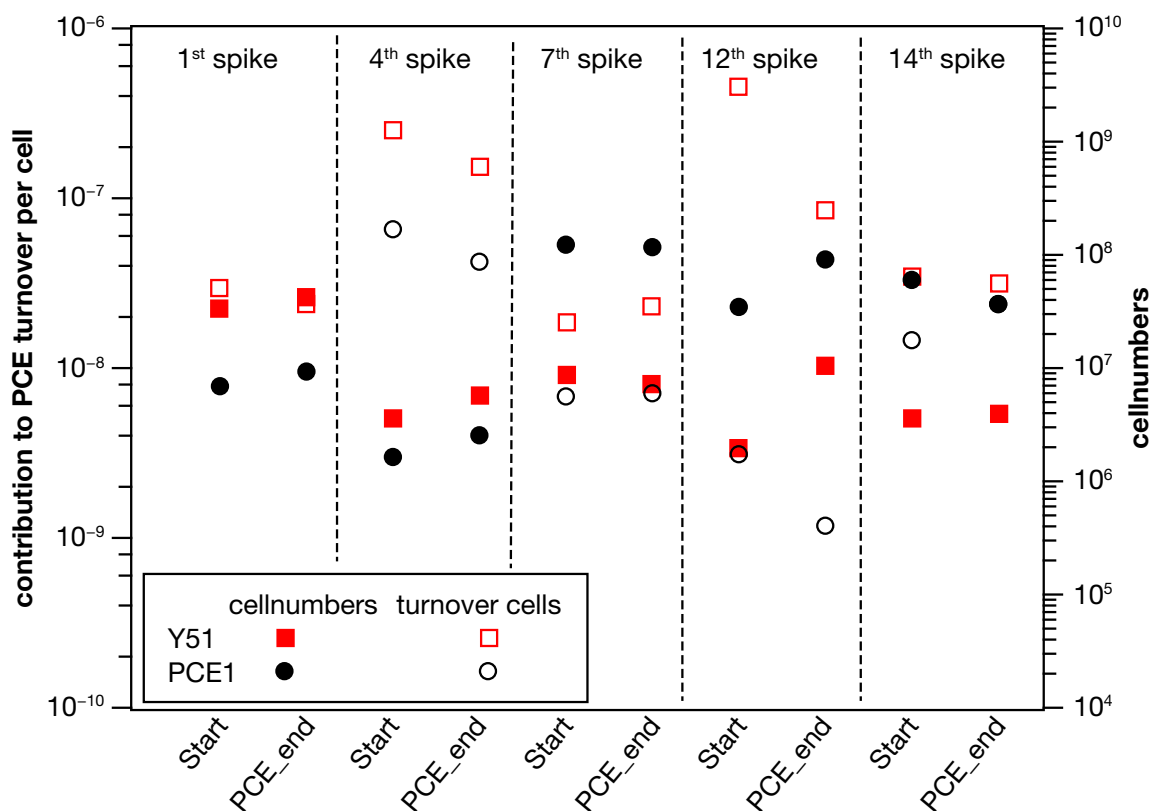 1st spike
4th spike
7th spike
12th spike
14th spike
contribution to PCE turnover per cell
10⁻⁶
10⁻⁷
10⁻⁸
10⁻⁹
10⁻¹⁰
10¹⁰
10⁹
10⁸
10⁷
10⁶
10⁵
10⁴
cellnumbers
cellnumbers turnover cells
Y51
PCE1
Start
PCE_end
Start
PCE_end
Start
PCE_end
Start
PCE_end
Start
PCE_end